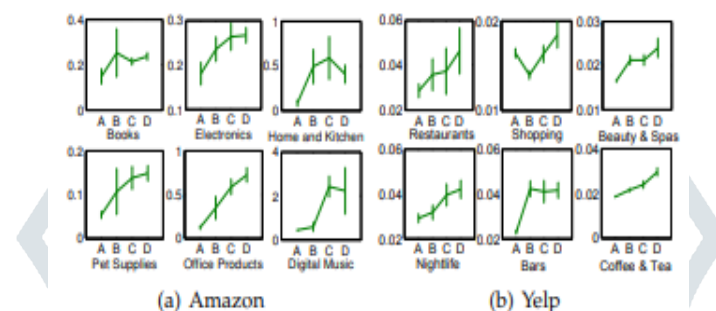 0.4 0.3 1 0.06 0.02 0.03
0.2 0.2 0.5 0.04 0.02
0 0.1 0 0.02 0.01 0.01
A B C D A B C D A B C D A B C D A B C D A B C D
Books Electronics Home and Kitchen Restaurants Shopping Beauty & Spas
0.2 1 4 0.06 0.06 0.04
0.1 0.5 2 0.04 0.04 0.02
0 0 0 0.02 0.02 0
A B C D A B C D A B C D A B C D A B C D A B C D
Pet Supplies Office Products Digital Music Nightlife Bars Coffee & Tea
(a) Amazon (b) Yelp